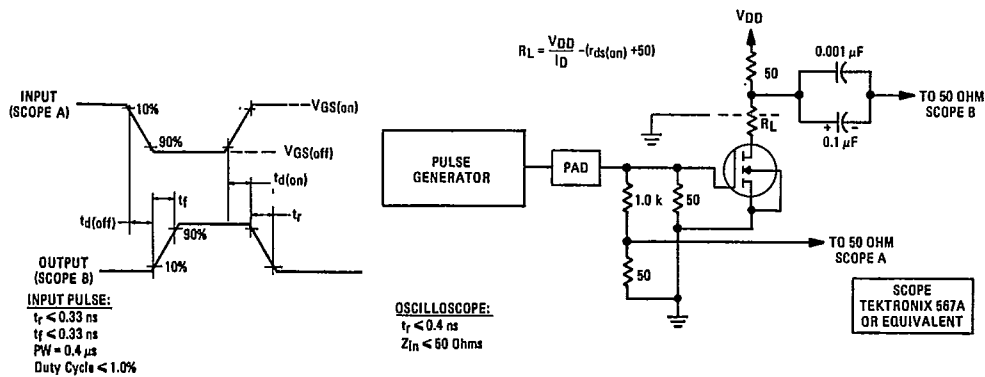 INPUT
(SCOPE A)
10%
90%
VGS(on)
VGS(off)
td(on)
tf
tr
td(off)
90%
10%
OUTPUT
(SCOPE B)
INPUT PULSE:
tr ≤ 0.33 ns
tf ≤ 0.33 ns
PW = 0.4 μs
Duty Cycle ≤ 1.0%
RL = VDD/ID –(rds(on) +50)
PULSE
GENERATOR
PAD
1.0 k
50
50
OSCILLOSCOPE:
tr ≤ 0.4 ns
ZIn ≤ 50 Ohms
VDD
50
RL
0.001 μF
+ –
0.1 μF
TO 50 OHM
SCOPE B
TO 50 OHM
SCOPE A
SCOPE
TEKTRONIX 567A
OR EQUIVALENT